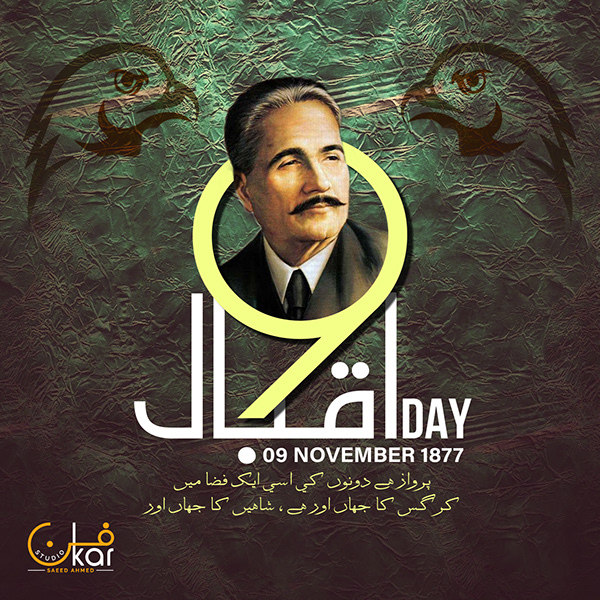 9
اقبال DAY
09 NOVEMBER 1877
پرواز ہے دونوں کی اسی ایک فضا میں
کرگس کا جہاں اور ہے ، شاہیں کا جہاں اور
فن kar
STUDIO
SAEED AHMED